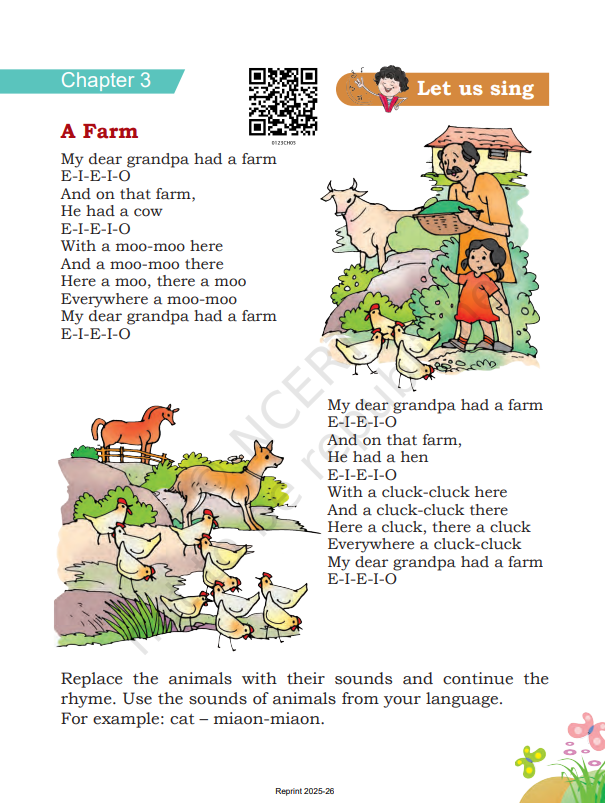 Chapter 3
0123CH05
Let us sing
A Farm
My dear grandpa had a farm
E-I-E-I-O
And on that farm,
He had a cow
E-I-E-I-O
With a moo-moo here
And a moo-moo there
Here a moo, there a moo
Everywhere a moo-moo
My dear grandpa had a farm
E-I-E-I-O
My dear grandpa had a farm
E-I-E-I-O
And on that farm,
He had a hen
E-I-E-I-O
With a cluck-cluck here
And a cluck-cluck there
Here a cluck, there a cluck
Everywhere a cluck-cluck
My dear grandpa had a farm
E-I-E-I-O
Replace the animals with their sounds and continue the
rhyme. Use the sounds of animals from your language.
For example: cat – miaon-miaon.
Reprint 2025-26